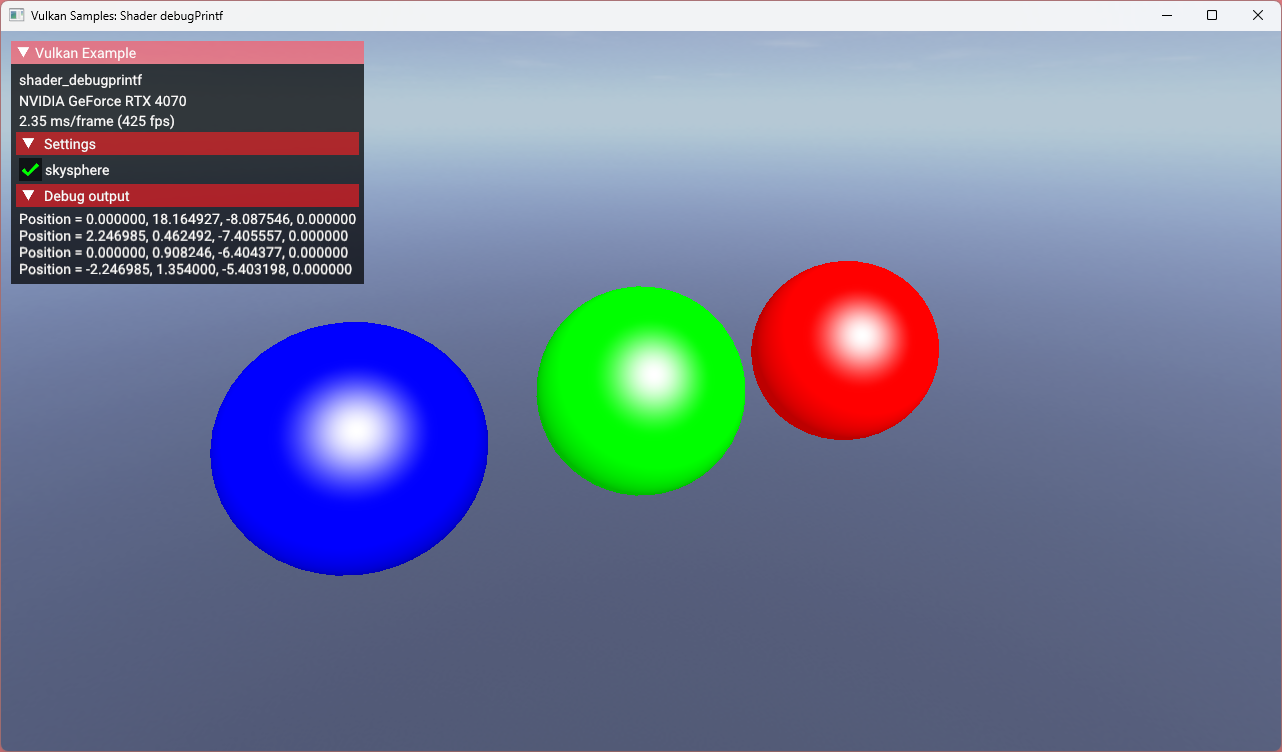 Vulkan Samples: Shader debugPrintf
Vulkan Example
shader_debugprintf
NVIDIA GeForce RTX 4070
2.35 ms/frame (425 fps)
Settings
skysphere
Debug output
Position = 0.000000, 18.164927, -8.087546, 0.000000
Position = 2.246985, 0.462492, -7.405557, 0.000000
Position = 0.000000, 0.908246, -6.404377, 0.000000
Position = -2.246985, 1.354000, -5.403198, 0.000000